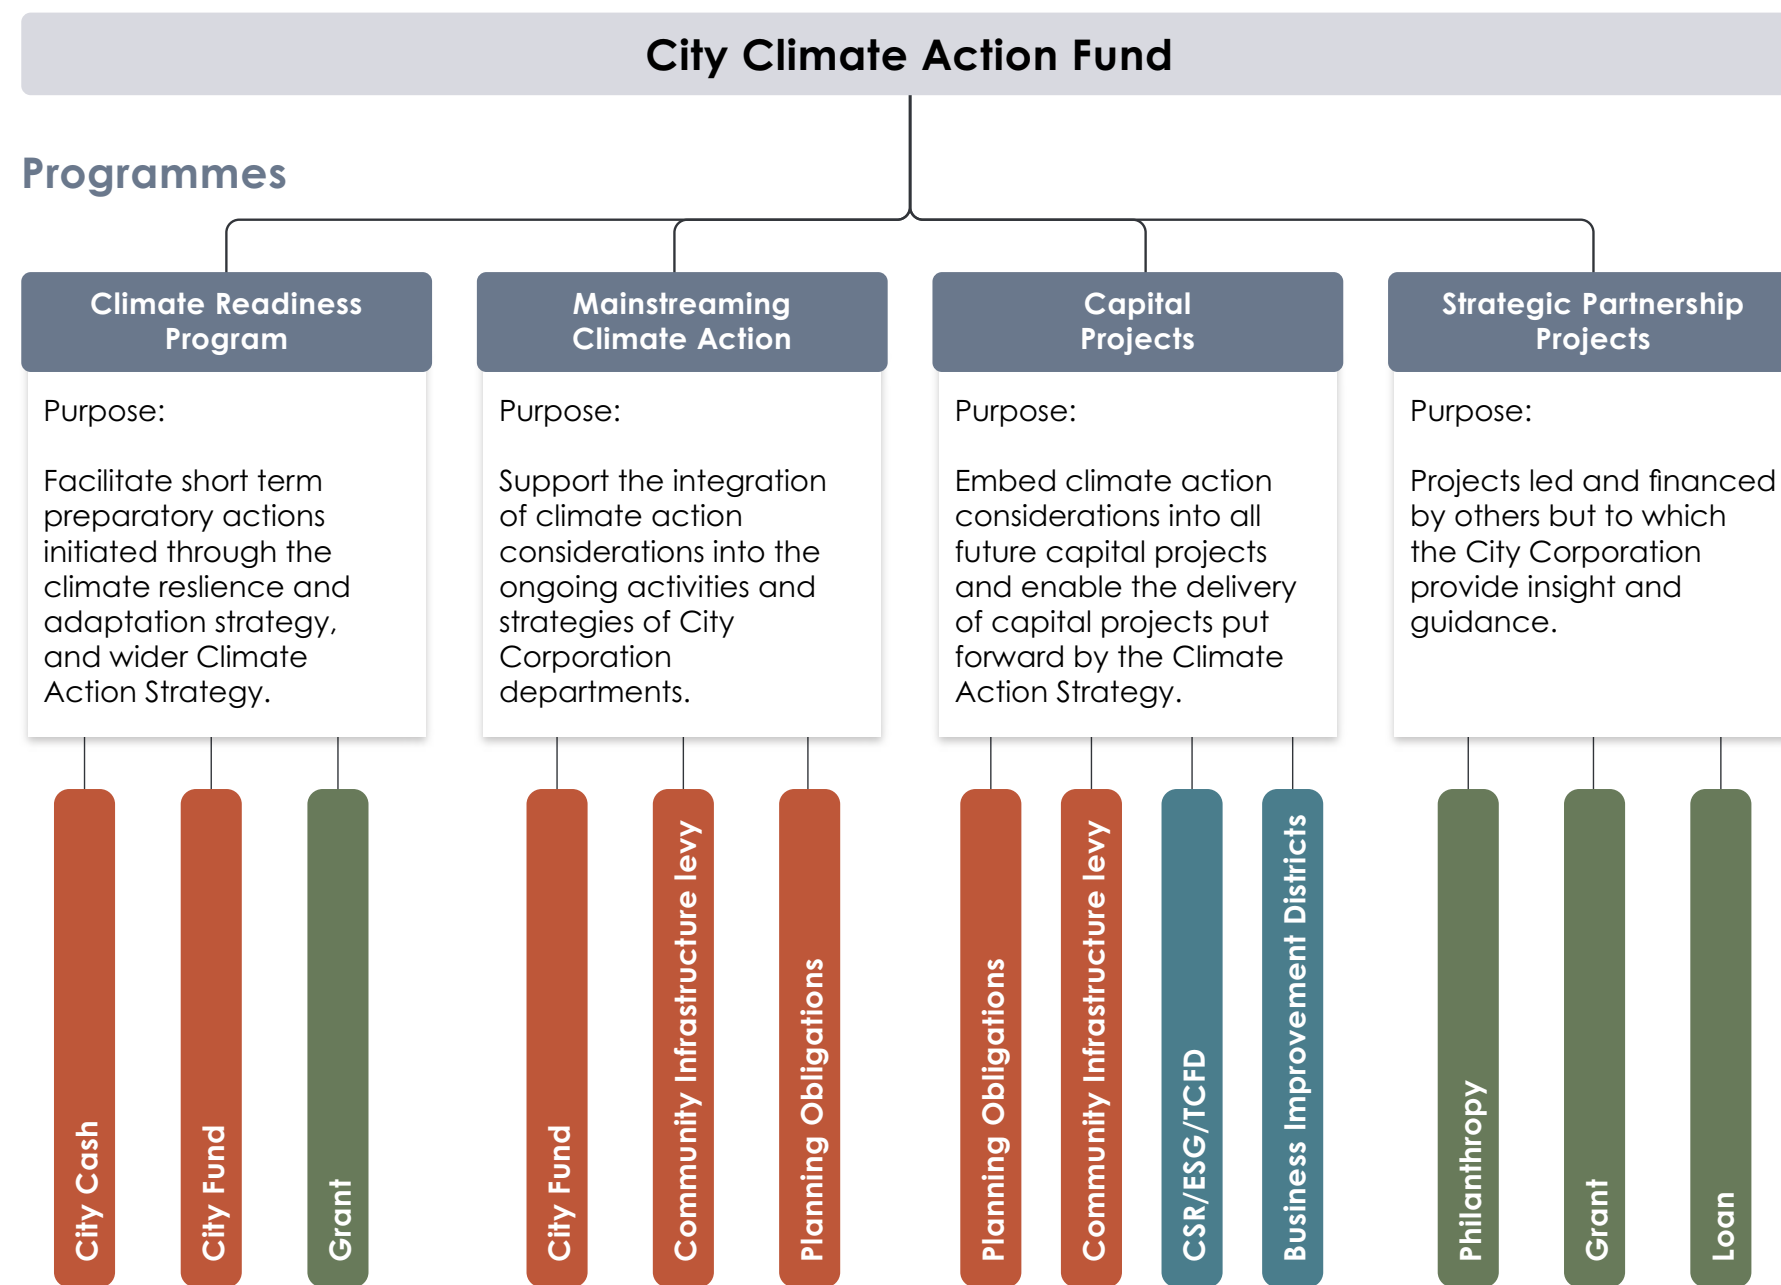 City Climate Action Fund
Programmes
Climate Readiness
Program
Purpose:
Facilitate short term
preparatory actions
initiated through the
climate reslience and
adaptation strategy,
and wider Climate
Action Strategy.
City Cash
City Fund
Grant
Mainstreaming
Climate Action
Purpose:
Support the integration
of climate action
considerations into the
ongoing activities and
strategies of City
Corporation
departments.
City Fund
Community Infrastructure levy
Planning Obligations
Capital
Projects
Purpose:
Embed climate action
considerations into all
future capital projects
and enable the delivery
of capital projects put
forward by the Climate
Action Strategy.
Planning Obligations
Community Infrastructure levy
CSR/ESG/TCFD
Business Improvement Districts
Strategic Partnership
Projects
Purpose:
Projects led and financed
by others but to which
the City Corporation
provide insight and
guidance.
Philanthropy
Grant
Loan